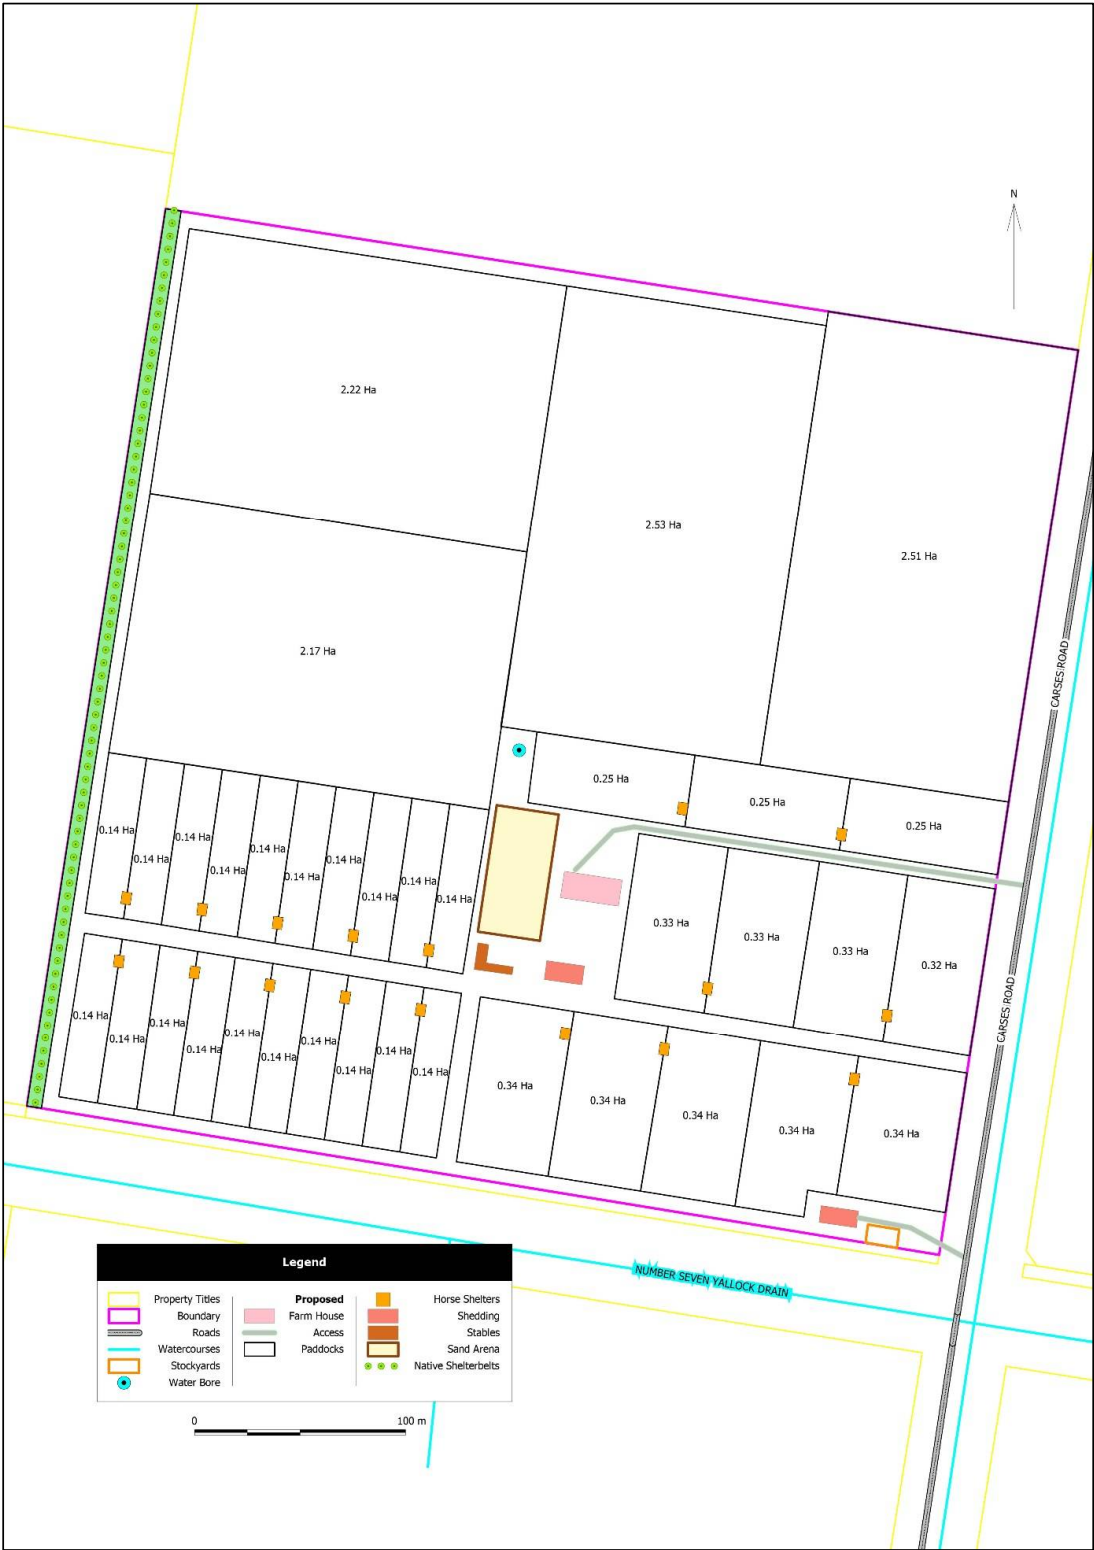 N
2.22 Ha
2.53 Ha
2.51 Ha
2.17 Ha
CARSES ROAD
0.25 Ha
0.25 Ha
0.25 Ha
0.14 Ha
0.14 Ha
0.14 Ha
0.14 Ha
0.14 Ha
0.14 Ha
0.14 Ha
0.14 Ha
0.14 Ha
0.14 Ha
0.33 Ha
0.33 Ha
0.33 Ha
0.32 Ha
CARSES ROAD
0.14 Ha
0.14 Ha
0.14 Ha
0.14 Ha
0.14 Ha
0.14 Ha
0.14 Ha
0.14 Ha
0.14 Ha
0.14 Ha
0.34 Ha
0.34 Ha
0.34 Ha
0.34 Ha
0.34 Ha
NUMBER SEVEN YALLOCK DRAIN
Legend
Property Titles
Boundary
Roads
Watercourses
Stockyards
Water Bore
Proposed
Farm House
Access
Paddocks
Horse Shelters
Shedding
Stables
Sand Arena
Native Shelterbelts
0 100 m